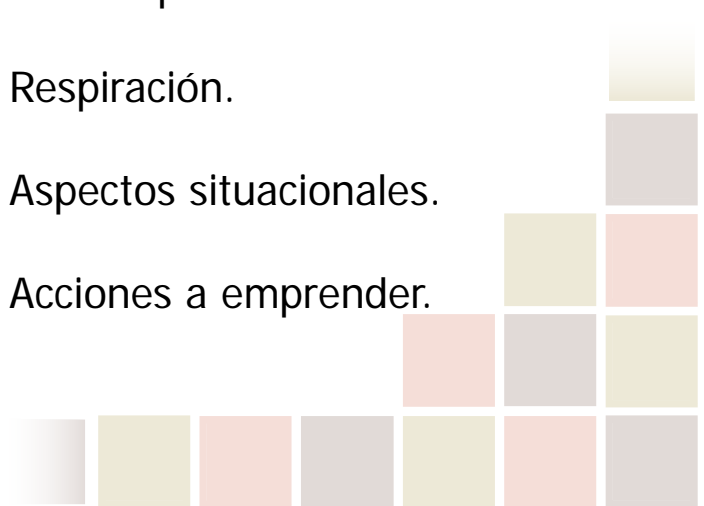 Respiración.
Aspectos situacionales.
Acciones a emprender.